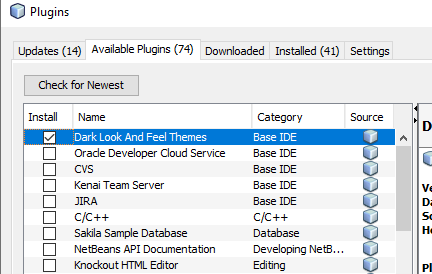 Plugins
Updates (14) Available Plugins (74) Downloaded Installed (41) Settings
Check for Newest
Install Name Category Source
Dark Look And Feel Themes Base IDE
Oracle Developer Cloud Service Base IDE
CVS Base IDE
Kenai Team Server Base IDE
JIRA Base IDE
C/C++ C/C++
Sakila Sample Database Database
NetBeans API Documentation Developing NetB...
Knockout HTML Editor Editing